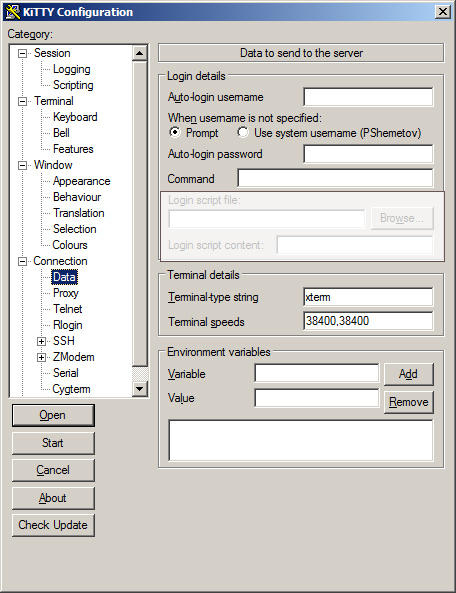 KiTTY Configuration
Category:
Session
Logging
Scripting
Terminal
Keyboard
Bell
Features
Window
Appearance
Behaviour
Translation
Selection
Colours
Connection
Data
Proxy
Telnet
Rlogin
SSH
ZModem
Serial
Cygterm
Open
Start
Cancel
About
Check Update
Data to send to the server
Login details
Auto-login username
When username is not specified:
Prompt Use system username (PShemetov)
Auto-login password
Command
Login script file:
Browse...
Login script content:
Terminal details
Terminal-type string xterm
Terminal speeds 38400,38400
Environment variables
Variable Add
Value Remove